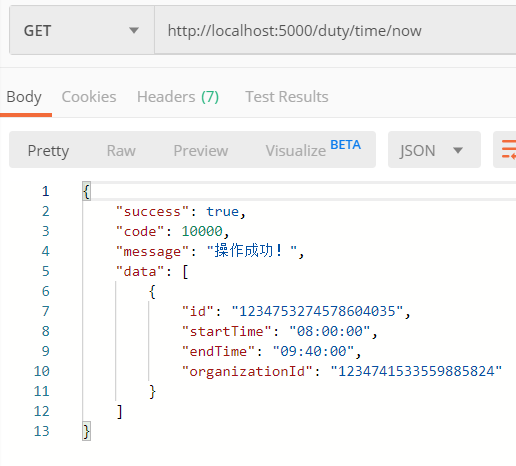 GET http://localhost:5000/duty/time/now
Body Cookies Headers (7) Test Results
Pretty Raw Preview Visualize BETA JSON
1 {
2 "success": true,
3 "code": 10000,
4 "message": "操作成功！",
5 "data": [
6 {
7 "id": "1234753274578604035",
8 "startTime": "08:00:00",
9 "endTime": "09:40:00",
10 "organizationId": "1234741533559885824"
11 }
12 ]
13 }